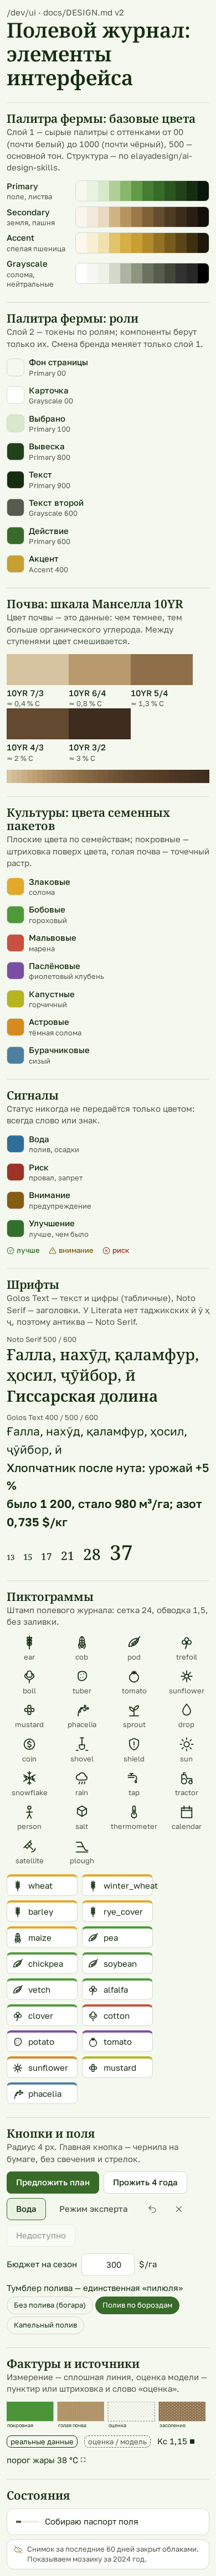 /dev/ui · docs/DESIGN.md v2
Полевой журнал:
элементы
интерфейса
Палитра фермы: базовые цвета
Слой 1 — сырые палитры с оттенками от 00
(почти белый) до 1000 (почти чёрный), 500 —
основной тон. Структура — по elayadesign/ai-
design-skills.
Primary
поле, листва
Secondary
земля, пашня
Accent
спелая пшеница
Grayscale
солома,
нейтральные
Палитра фермы: роли
Слой 2 — токены по ролям; компоненты берут
только их. Смена бренда меняет только слой 1.
Фон страницы
Primary 00
Карточка
Grayscale 00
Выбрано
Primary 100
Вывеска
Primary 800
Текст
Primary 900
Текст второй
Grayscale 600
Действие
Primary 600
Акцент
Accent 400
Почва: шкала Манселла 10YR
Цвет почвы — это данные: чем темнее, тем
больше органического углерода. Между
ступенями цвет смешивается.
10YR 7/3
≈ 0,4 % C
10YR 6/4
≈ 0,8 % C
10YR 5/4
≈ 1,3 % C
10YR 4/3
≈ 2 % C
10YR 3/2
≈ 3 % C
Культуры: цвета семенных
пакетов
Плоские цвета по семействам; покровные —
штриховка поверх цвета, голая почва — точечный
растр.
Злаковые
солома
Бобовые
гороховый
Мальвовые
марена
Паслёновые
фиолетовый клубень
Капустные
горчичный
Астровые
тёмная солома
Бурачниковые
сизый
Сигналы
Статус никогда не передаётся только цветом:
всегда слово или знак.
Вода
полив, осадки
Риск
провал, запрет
Внимание
предупреждение
Улучшение
лучше, чем было
лучше внимание риск
Шрифты
Golos Text — текст и цифры (табличные), Noto
Serif — заголовки. У Literata нет таджикских ӣ ӯ ҳ
ҷ, поэтому антиква — Noto Serif.
Noto Serif 500 / 600
Ғалла, нахӯд, қаламфур,
ҳосил, ҷуйбор, ӣ
Гиссарская долина
Golos Text 400 / 500 / 600
Ғалла, нахӯд, қаламфур, ҳосил,
ҷуйбор, ӣ
Хлопчатник после нута: урожай +5
%
было 1 200, стало 980 м³/га; азот
0,735 $/кг
13 15 17 21 28 37
Пиктограммы
Штамп полевого журнала: сетка 24, обводка 1,5,
без заливки.
ear cob pod trefoil
boll tuber tomato sunflower
mustard phacelia sprout drop
coin shovel shield sun
snowflake rain tap tractor
person salt thermometer calendar
satellite plough
wheat winter_wheat
barley rye_cover
maize pea
chickpea soybean
vetch alfalfa
clover cotton
potato tomato
sunflower mustard
phacelia
Кнопки и поля
Радиус 4 px. Главная кнопка — чернила на
бумаге, без свечения и стрелок.
Предложить план Прожить 4 года
Вода Режим эксперта
Недоступно
Бюджет на сезон 300 $/га
Тумблер полива — единственная «пилюля»
Без полива (богара) Полив по бороздам
Капельный полив
Фактуры и источники
Измерение — сплошная линия, оценка модели —
пунктир или штриховка и слово «оценка».
покровная голая почва оценка засоление
реальные данные оценка / модель Kc 1,15
порог жары 38 °C
Состояния
Собираю паспорт поля
Снимок за последние 60 дней закрыт облаками.
Показываем мозаику за 2024 год.